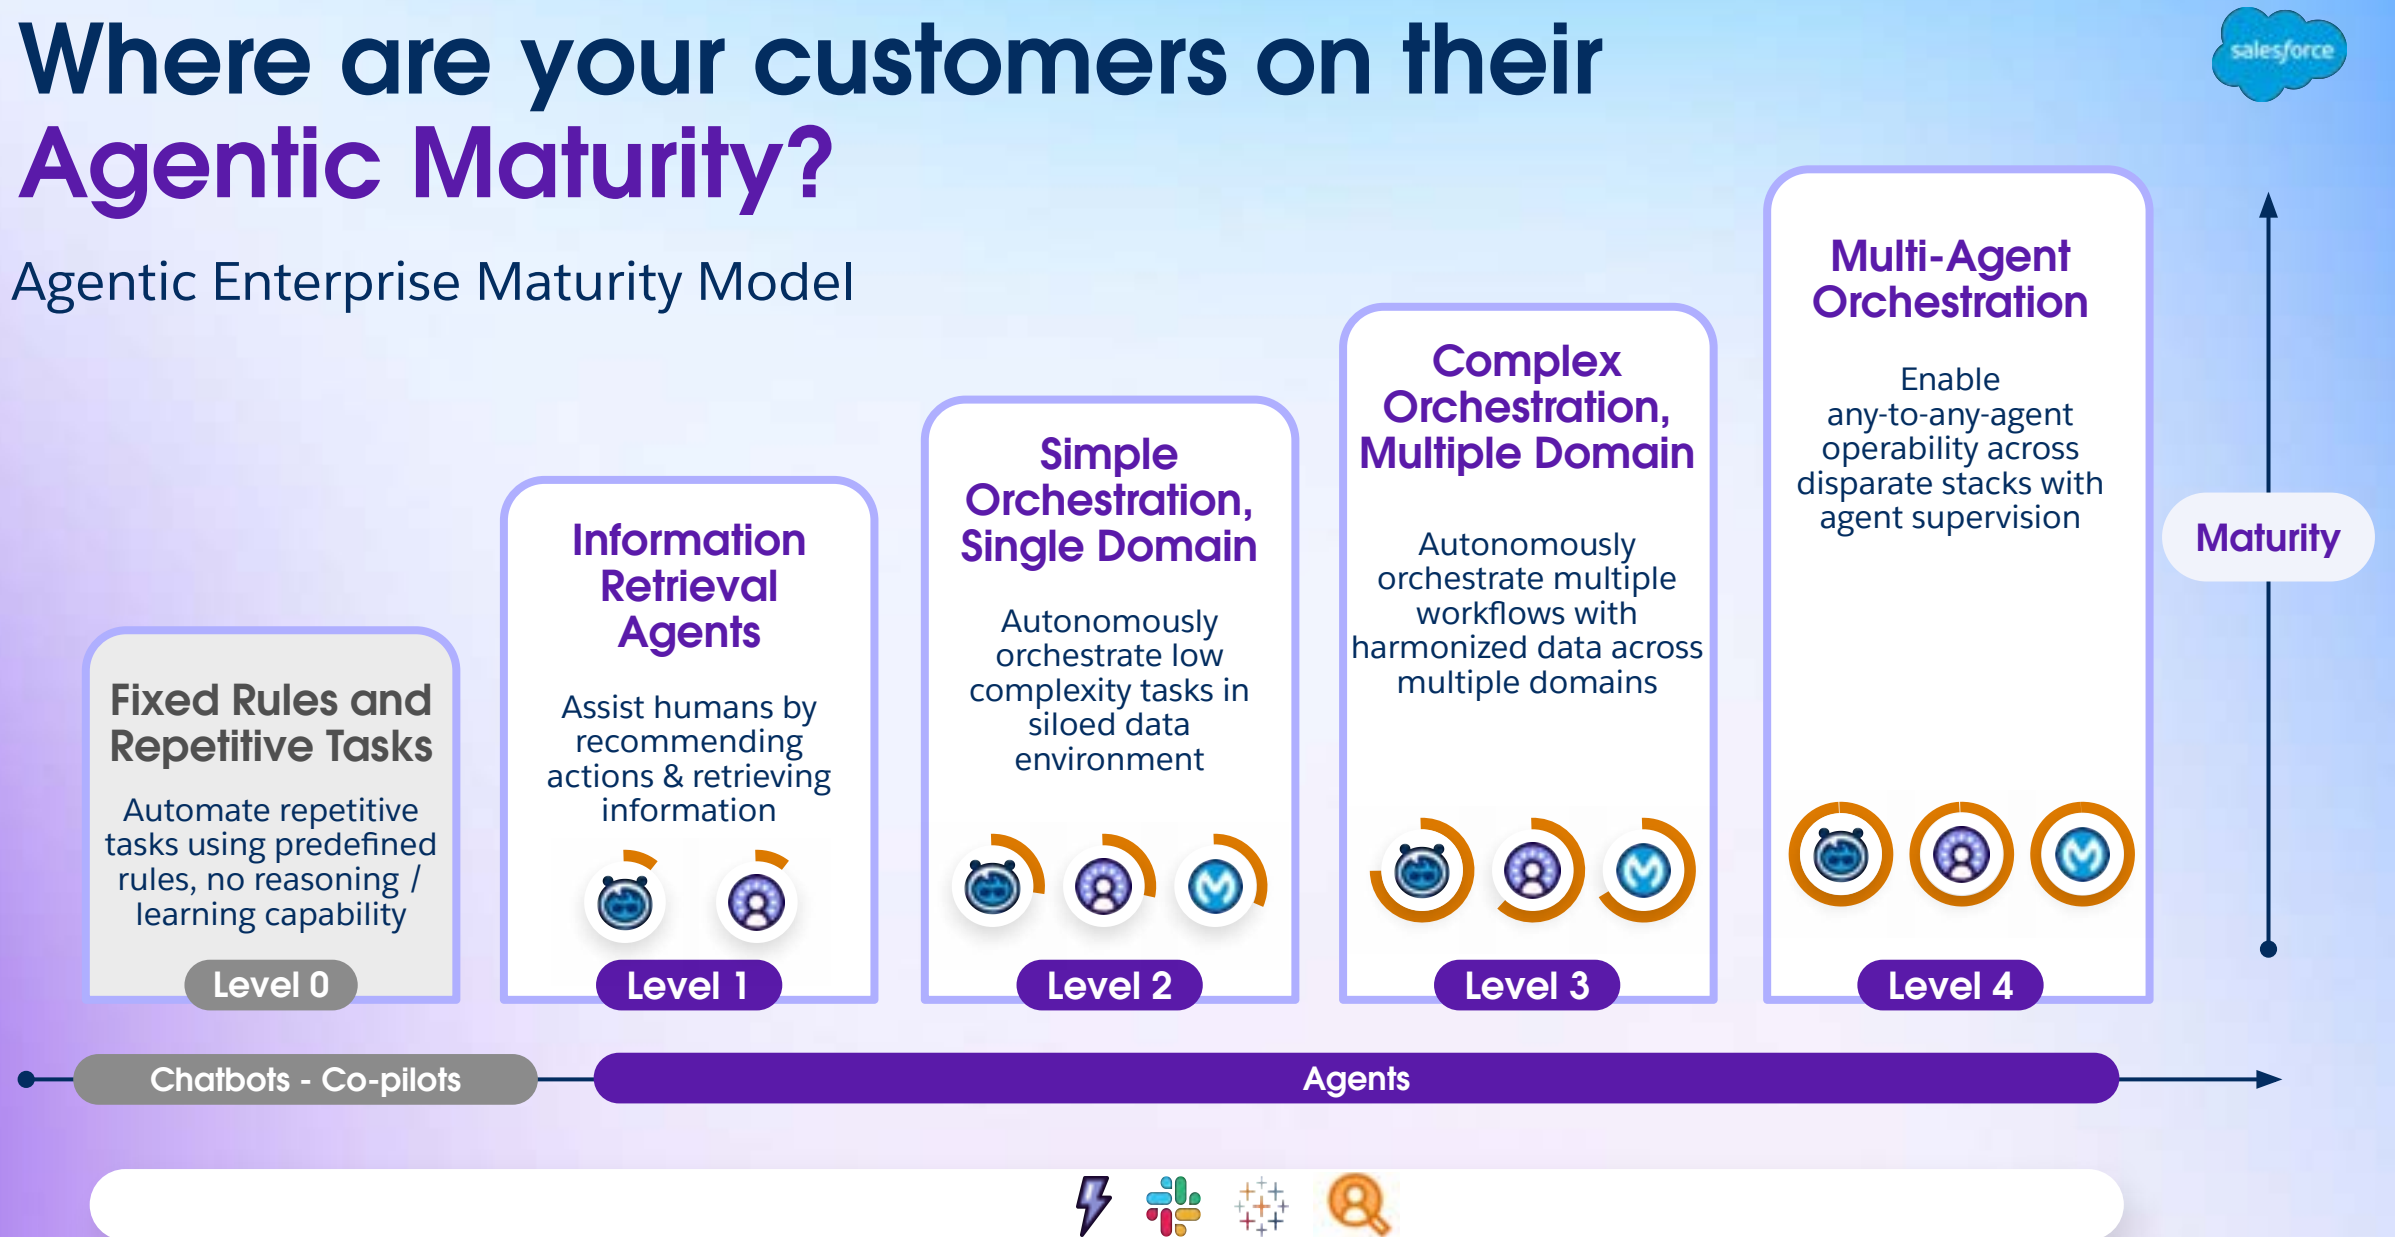 Where are your customers on their
Agentic Maturity?
salesforce
Agentic Enterprise Maturity Model
Fixed Rules and
Repetitive Tasks
Automate repetitive
tasks using predefined
rules, no reasoning /
learning capability
Level 0
Information
Retrieval
Agents
Assist humans by
recommending
actions & retrieving
information
Level 1
Simple
Orchestration,
Single Domain
Autonomously
orchestrate low
complexity tasks in
siloed data
environment
Level 2
Complex
Orchestration,
Multiple Domain
Autonomously
orchestrate multiple
workflows with
harmonized data across
multiple domains
Level 3
Multi-Agent
Orchestration
Enable
any-to-any-agent
operability across
disparate stacks with
agent supervision
Level 4
Maturity
Chatbots - Co-pilots
Agents